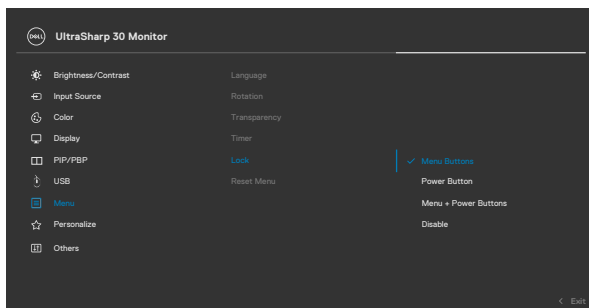 DELL UltraSharp 30 Monitor
Brightness/Contrast
Input Source
Color
Display
PIP/PBP
USB
Menu
Personalize
Others
Language
Rotation
Transparency
Timer
Lock
Reset Menu
Menu Buttons
Power Button
Menu + Power Buttons
Disable
Exit